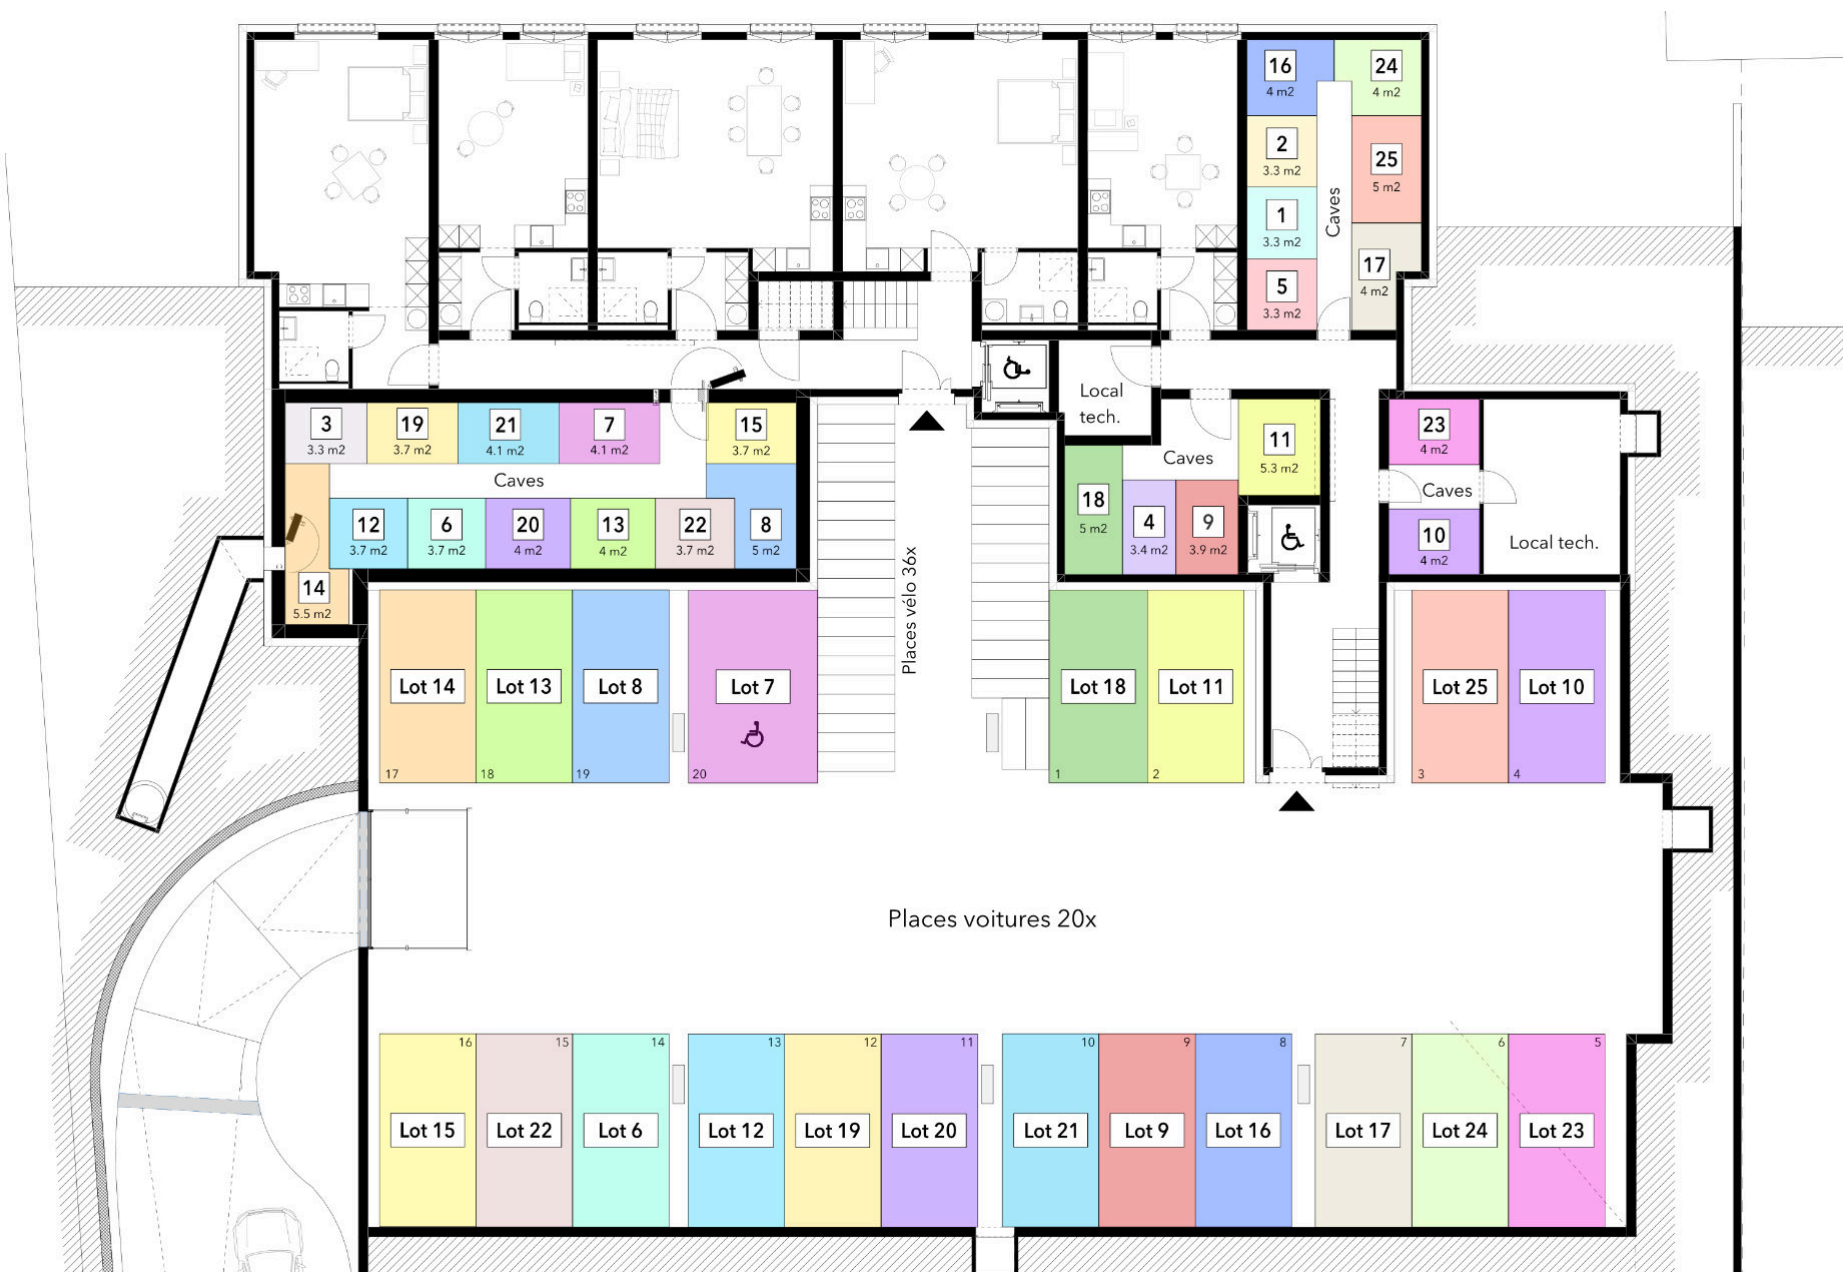 16
4 m2
24
4 m2
2
3.3 m2
25
5 m2
1
3.3 m2
Caves
17
4 m2
5
3.3 m2
3
3.3 m2
19
3.7 m2
21
4.1 m2
7
4.1 m2
15
3.7 m2
Caves
12
3.7 m2
6
3.7 m2
20
4 m2
13
4 m2
22
3.7 m2
8
5 m2
14
5.5 m2
Places vélo 36x
Local
tech.
Caves
11
5.3 m2
18
5 m2
4
3.4 m2
9
3.9 m2
23
4 m2
Caves
10
4 m2
Local tech.
Lot 14
17
Lot 13
18
Lot 8
19
Lot 7
20
Lot 18
1
Lot 11
2
Lot 25
3
Lot 10
4
Places voitures 20x
16
Lot 15
15
Lot 22
14
Lot 6
13
Lot 12
12
Lot 19
11
Lot 20
10
Lot 21
9
Lot 9
8
Lot 16
7
Lot 17
6
Lot 24
5
Lot 23